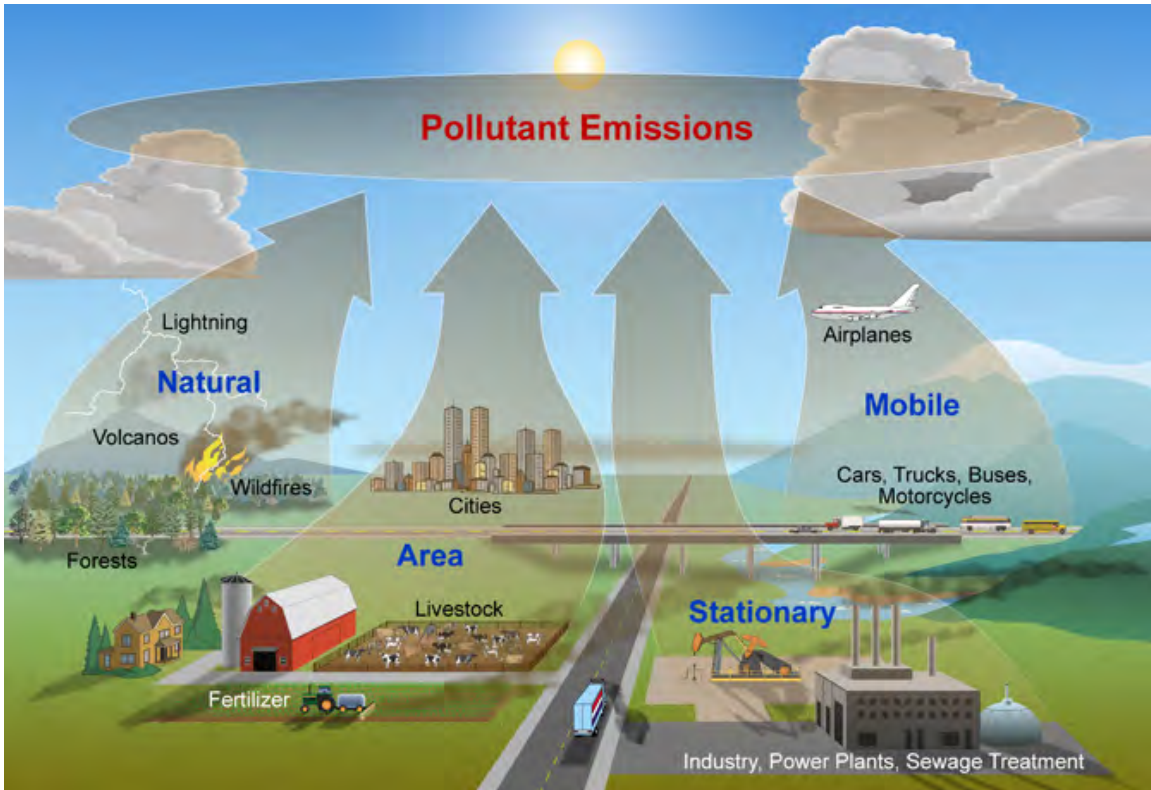 Pollutant Emissions
Lightning
Natural
Volcanos
Wildfires
Forests
Cities
Area
Livestock
Fertilizer
Airplanes
Mobile
Cars, Trucks, Buses,
Motorcycles
Stationary
Industry, Power Plants, Sewage Treatment